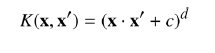 K(x, x′) = (x · x′ + c)^d